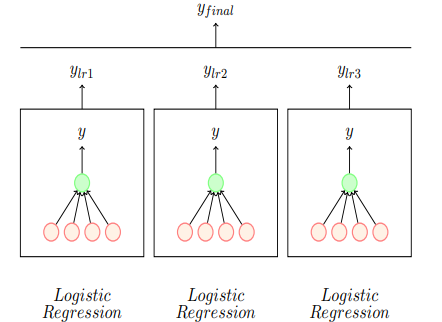 y_final
y_lr1 y_lr2 y_lr3
y y y
Logistic Logistic Logistic
Regression Regression Regression